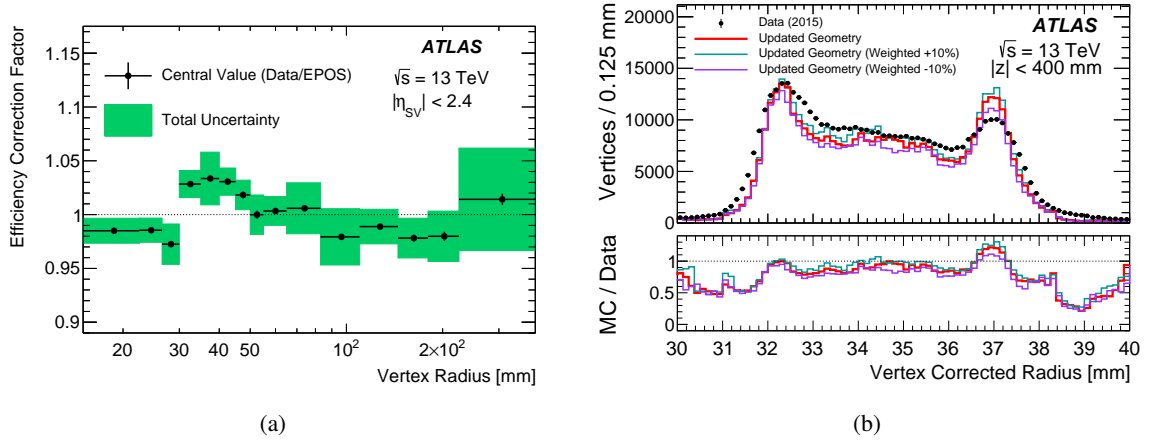 Efficiency Correction Factor
1.15
1.1
1.05
1
0.95
0.9
ATLAS
Central Value (Data/EPOS)
√s = 13 TeV
|η_SV| < 2.4
Total Uncertainty
20 30 40 50 10² 2×10²
Vertex Radius [mm]
(a)
Vertices / 0.125 mm
20000
15000
10000
5000
0
Data (2015)
Updated Geometry
Updated Geometry (Weighted +10%)
Updated Geometry (Weighted -10%)
ATLAS
√s = 13 TeV
|z| < 400 mm
MC / Data
1
0.5
0
30 31 32 33 34 35 36 37 38 39 40
Vertex Corrected Radius [mm]
(b)